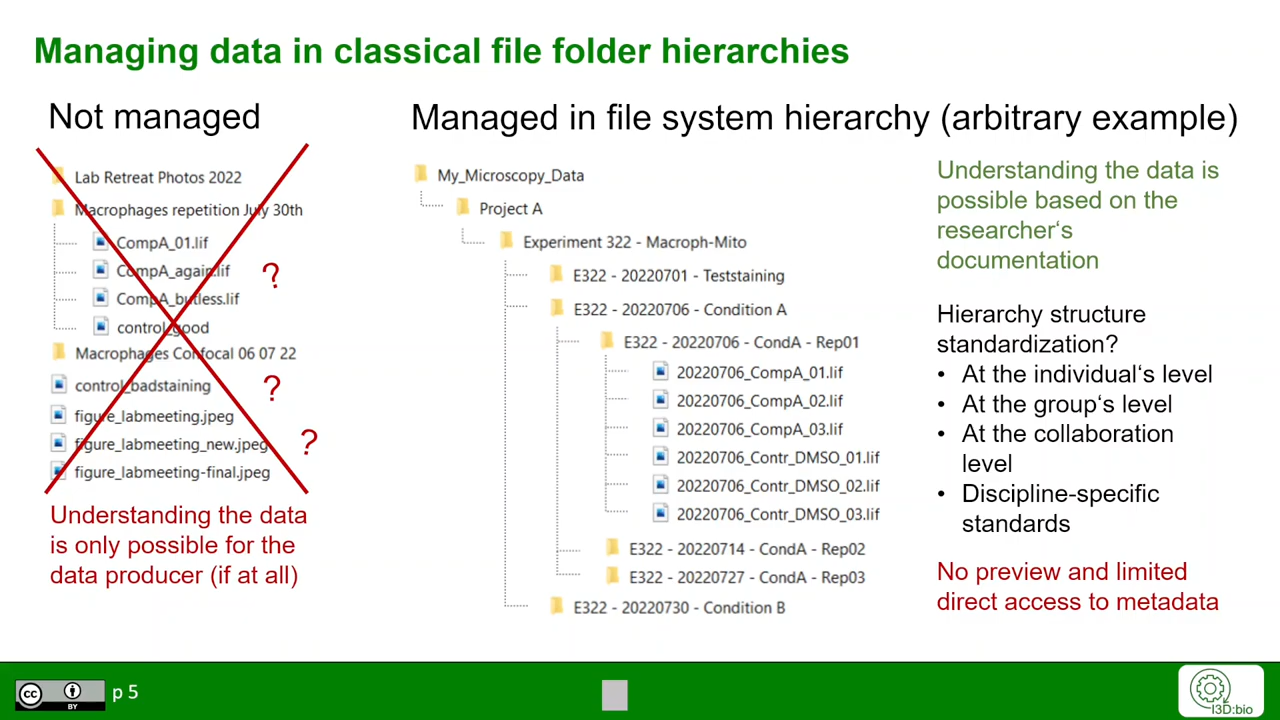 Managing data in classical file folder hierarchies
Not managed
Lab Retreat Photos 2022
Macrophages repetition July 30th
CompA_01.lif
CompA_again.lif
?
CompA_butless.lif
control_good
Macrophages Confocal 06 07 22
control_badstaining
?
figure_labmeeting.jpeg
figure_labmeeting_new.jpeg
?
figure_labmeeting-final.jpeg
Understanding the data
is only possible for the
data producer (if at all)
Managed in file system hierarchy (arbitrary example)
My_Microscopy_Data
Project A
Experiment 322 - Macroph-Mito
E322 - 20220701 - Teststaining
E322 - 20220706 - Condition A
E322 - 20220706 - CondA - Rep01
20220706_CompA_01.lif
20220706_CompA_02.lif
20220706_CompA_03.lif
20220706_Contr_DMSO_01.lif
20220706_Contr_DMSO_02.lif
20220706_Contr_DMSO_03.lif
E322 - 20220714 - CondA - Rep02
E322 - 20220727 - CondA - Rep03
E322 - 20220730 - Condition B
Understanding the data is
possible based on the
researcher‘s
documentation
Hierarchy structure
standardization?
• At the individual‘s level
• At the group‘s level
• At the collaboration
level
• Discipline-specific
standards
No preview and limited
direct access to metadata
cc
BY
p 5
I3D:bio